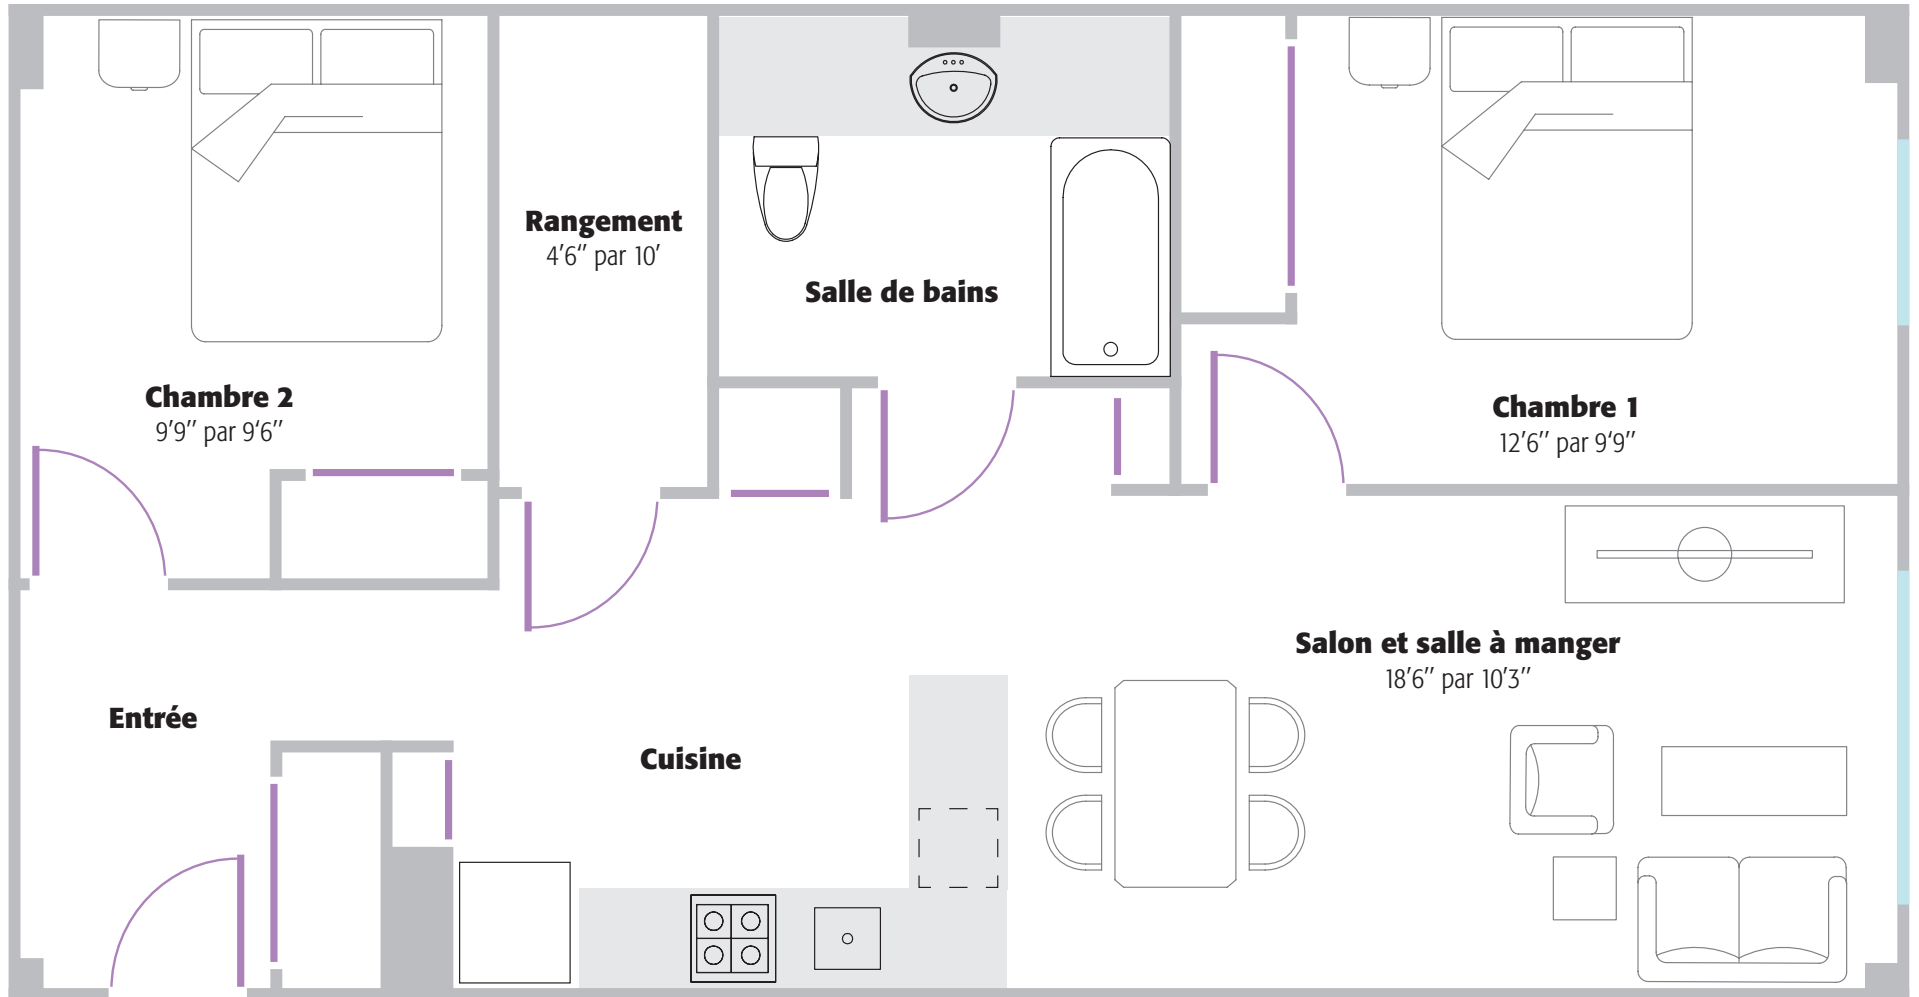 Rangement
4'6" par 10'
Salle de bains
Chambre 2
9'9" par 9'6"
Chambre 1
12'6" par 9'9"
Salon et salle à manger
18'6" par 10'3"
Entrée
Cuisine